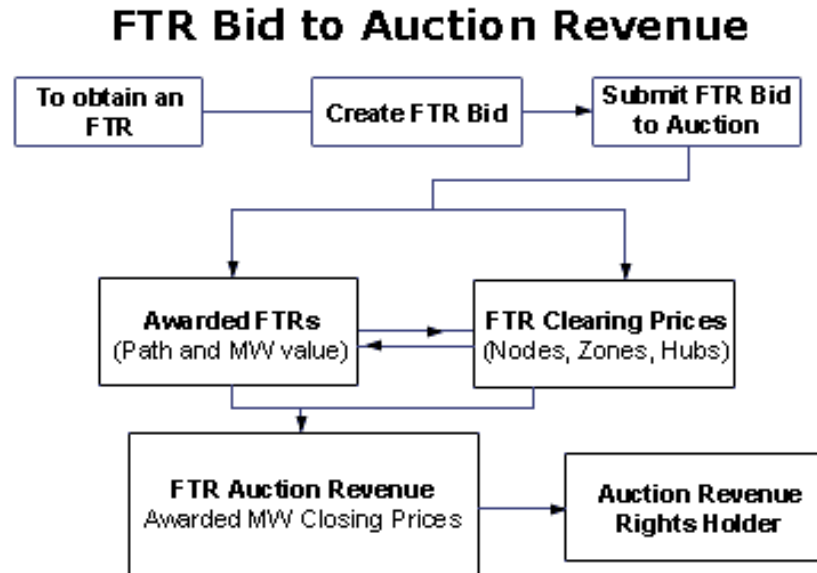 FTR Bid to Auction Revenue
To obtain an
FTR
Create FTR Bid
Submit FTR Bid
to Auction
Awarded FTRs
(Path and MW value)
FTR Clearing Prices
(Nodes, Zones, Hubs)
FTR Auction Revenue
Awarded MW Closing Prices
Auction Revenue
Rights Holder